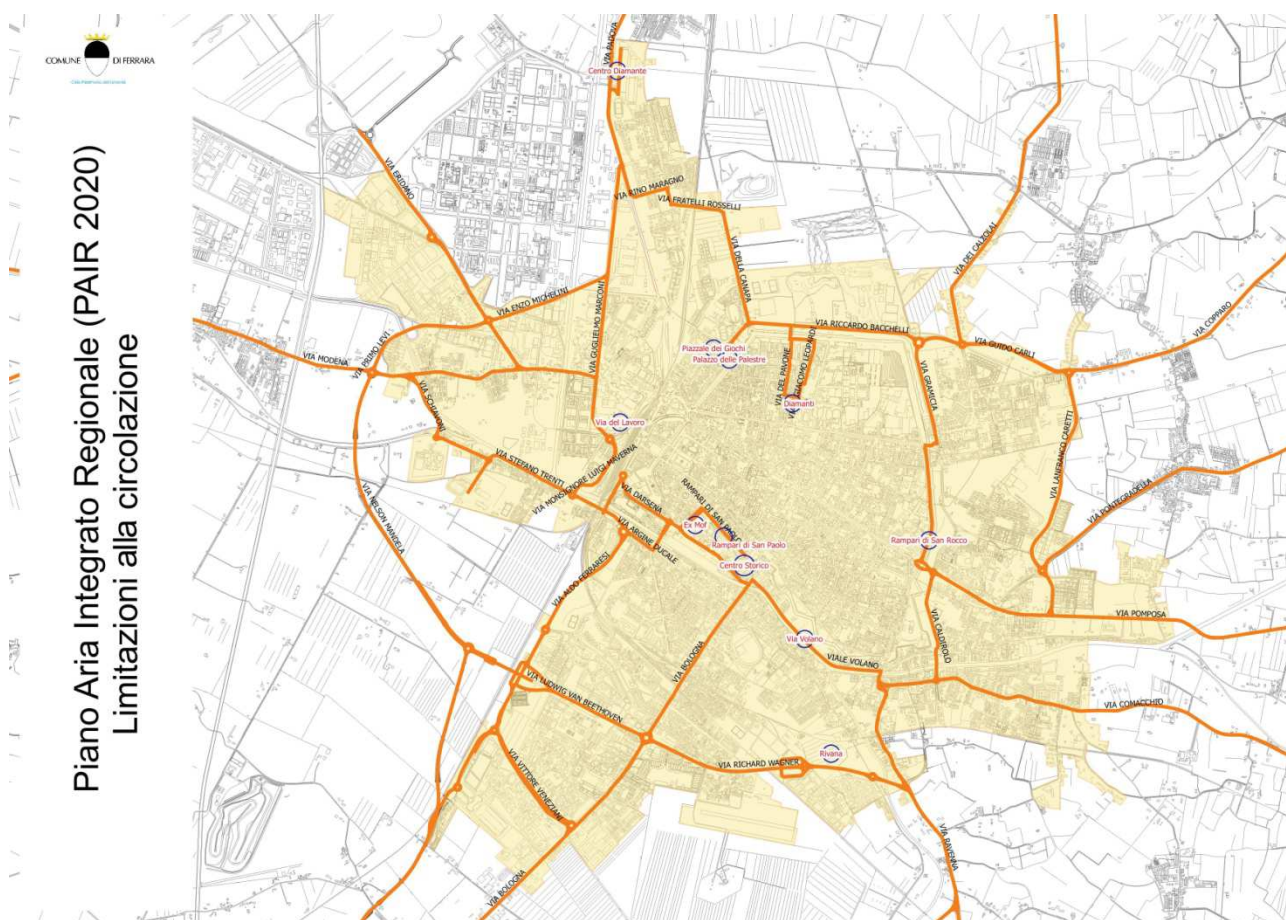 COMUNE DI FERRARA
Piano Aria Integrato Regionale (PAIR 2020)
Limitazioni alla circolazione
VIA PADOVA
Centro Diamante
VIA ERIDANO
VIA RINO MARAGNO
VIA FRATELLI ROSSELLI
VIA DEI CALZOLAI
VIA DELLA CANAPA
VIA ENZO MICHELINI
VIA GUGLIELMO MARCONI
VIA COPPARO
VIA MODENA
VIA PRIMO LEVI
VIA RICCARDO BACCHELLI
VIA GUIDO CARLI
Piazzale dei Giochi
Palazzo delle Palestre
VIA DEL PAVONE
GIACOMO LEOPARDI
Diamanti
VIA GRAMICIA
VIA SCHIAVONI
Via del Lavoro
VIA LANFRANCO CARETTI
VIA STEFANO TRENTI
VIA MONSIGNORE LUIGI MAVERNA
VIA PONTEGRADELLA
VIA NELSON MANDELA
VIA DARSENA
RAMPARI DI SAN PAOLO
Ex Mof
VIA ARGINE DUCALE
Rampari di San Paolo
Rampari di San Rocco
Centro Storico
VIA ALDO FERRARESI
VIA POMPOSA
VIA CALDIROLO
Via Volano
VIALE VOLANO
VIA BOLOGNA
VIA LUDWIG VAN BEETHOVEN
VIA COMACCHIO
Rivana
VIA RICHARD WAGNER
VIA VITTORE VENEZIANI
VIA RAVENNA
VIA BOLOGNA